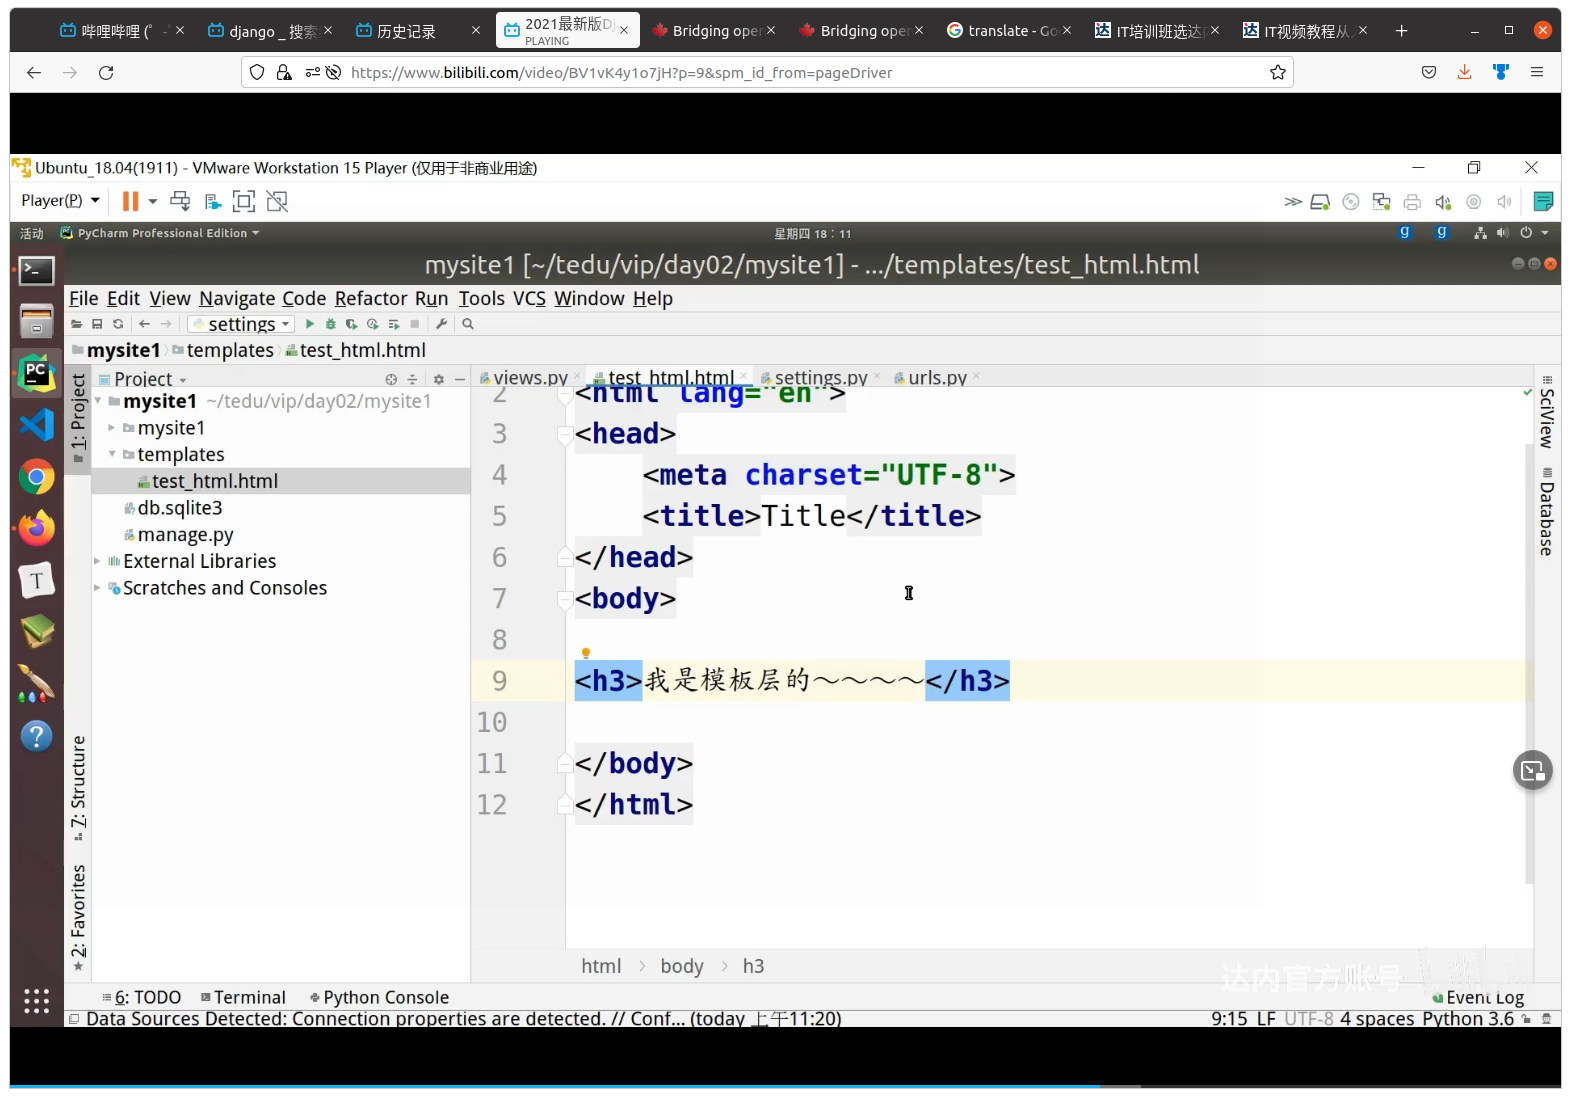 哔哩哔哩 (゜-
django _ 搜索
历史记录
2021最新版Dj
PLAYING
Bridging oper
Bridging oper
translate - Go
IT培训班选达内
IT视频教程从入
https://www.bilibili.com/video/BV1vK4y1o7jH?p=9&spm_id_from=pageDriver
Ubuntu_18.04(1911) - VMware Workstation 15 Player (仅用于非商业用途)
Player(P)
活动 PyCharm Professional Edition 星期四 18：11
mysite1 [~/tedu/vip/day02/mysite1] - .../templates/test_html.html
File Edit View Navigate Code Refactor Run Tools VCS Window Help
settings
mysite1 templates test_html.html
1: Project
Project
views.py test_html.html settings.py urls.py
mysite1 ~/tedu/vip/day02/mysite1
mysite1
templates
test_html.html
db.sqlite3
manage.py
External Libraries
Scratches and Consoles
2 <html lang="en">
3 <head>
4 <meta charset="UTF-8">
5 <title>Title</title>
6 </head>
7 <body>
8
9 <h3>我是模板层的～～～～</h3>
10
11 </body>
12 </html>
SciView
Database
7: Structure
2: Favorites
html > body > h3
达内官方账号
6: TODO Terminal Python Console Event Log
Data Sources Detected: Connection properties are detected. // Conf... (today 上午11:20) 9:15 LF UTF-8 4 spaces Python 3.6